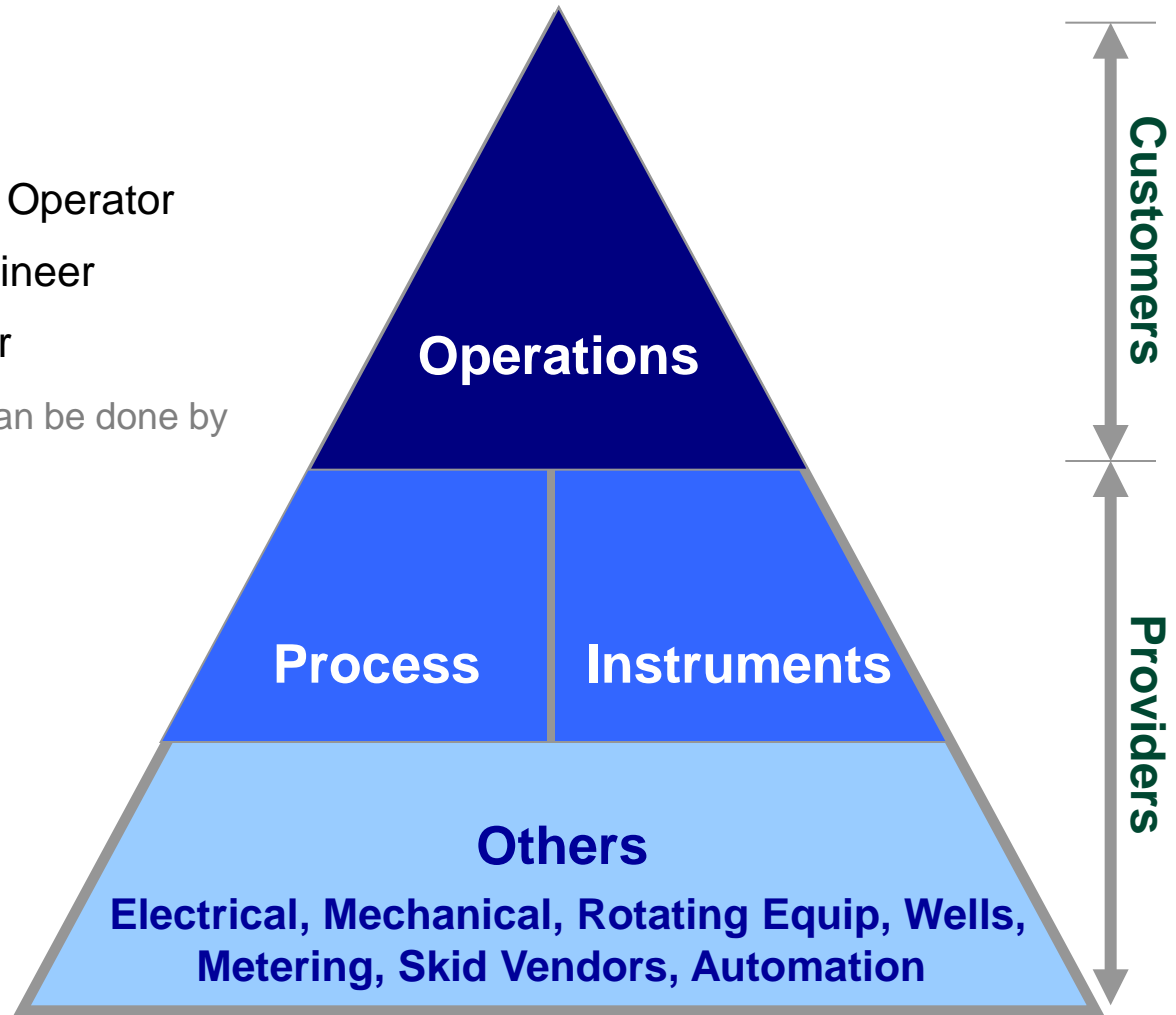 Operator
ineer
r
an be done by
Operations
Process
Instruments
Others
Electrical, Mechanical, Rotating Equip, Wells,
Metering, Skid Vendors, Automation
Customers
Providers